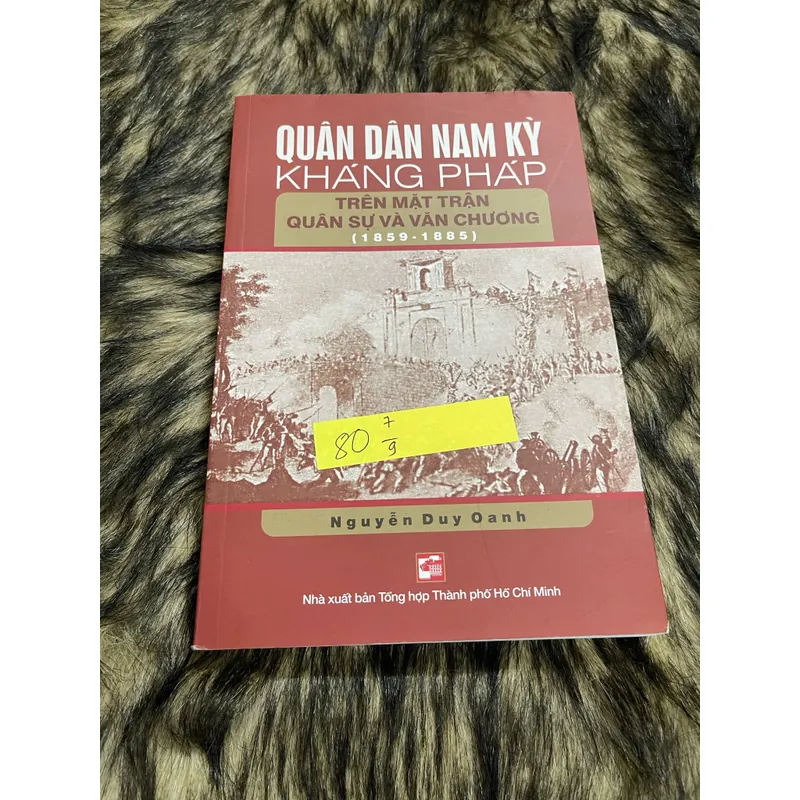 QUÂN DÂN NAM KỲ
KHÁNG PHÁP
TRÊN MẶT TRẬN
QUÂN SỰ VÀ VĂN CHƯƠNG
(1859-1885)
80 7/9
Nguyễn Duy Oanh
Nhà xuất bản Tổng hợp Thành phố Hồ Chí Minh